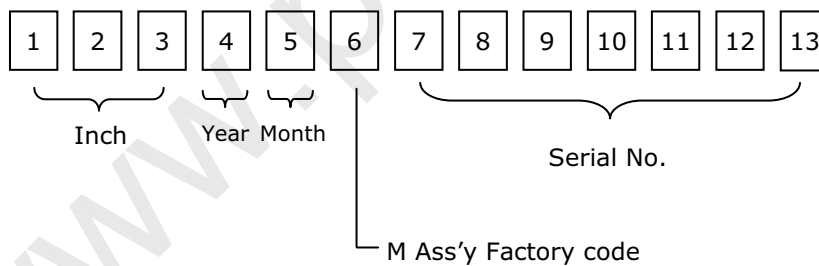 1 2 3 4 5 6 7 8 9 10 11 12 13
Inch Year Month
Serial No.
M Ass'y Factory code
www.p